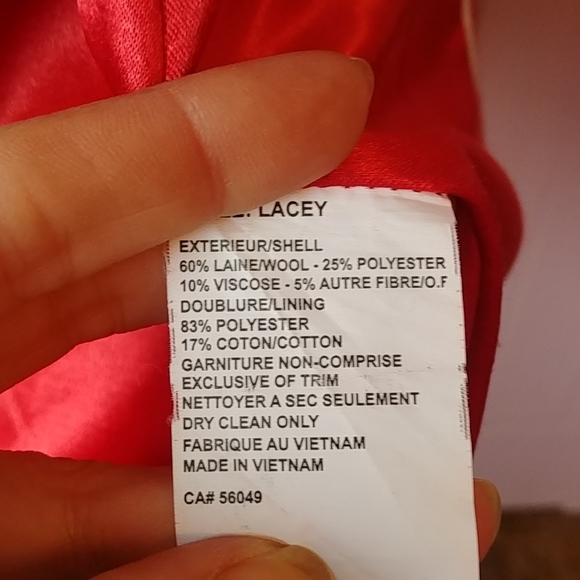 LACEY
EXTERIEUR/SHELL
60% LAINE/WOOL - 25% POLYESTER
10% VISCOSE - 5% AUTRE FIBRE/O.F
DOUBLURE/LINING
83% POLYESTER
17% COTON/COTTON
GARNITURE NON-COMPRISE
EXCLUSIVE OF TRIM
NETTOYER A SEC SEULEMENT
DRY CLEAN ONLY
FABRIQUE AU VIETNAM
MADE IN VIETNAM
CA# 56049